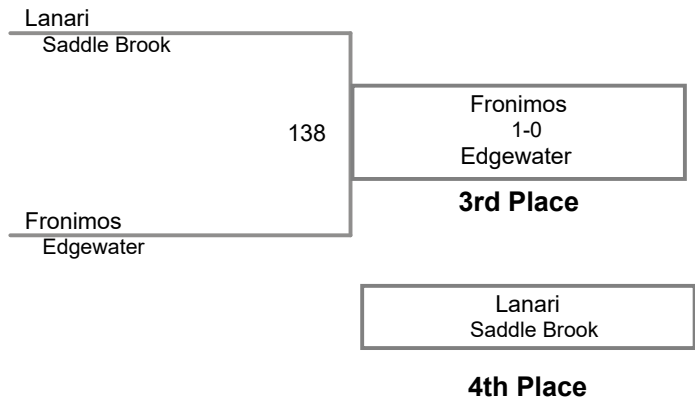 Lanari
Saddle Brook
138
Fronimos
1-0
Edgewater
3rd Place
Fronimos
Edgewater
Lanari
Saddle Brook
4th Place